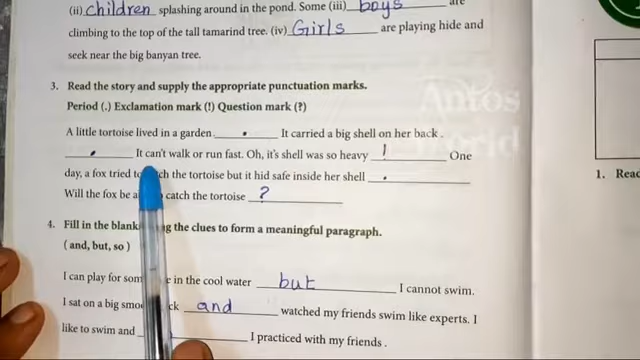 (ii) children splashing around in the pond. Some (iii) boys are
climbing to the top of the tall tamarind tree. (iv) Girls are playing hide and
seek near the big banyan tree.
3. Read the story and supply the appropriate punctuation marks.
Period (.) Exclamation mark (!) Question mark (?)
A little tortoise lived in a garden . It carried a big shell on her back .
. It can't walk or run fast. Oh, it's shell was so heavy ! One
day, a fox tried to the tortoise but it hid safe inside her shell .
Will the fox be catch the tortoise ?
4. Fill in the the clues to form a meaningful paragraph.
( and, but, so )
I can play for in the cool water but I cannot swim.
I sat on a big and watched my friends swim like experts. I
like to swim and I practiced with my friends .
1. Read
Antos